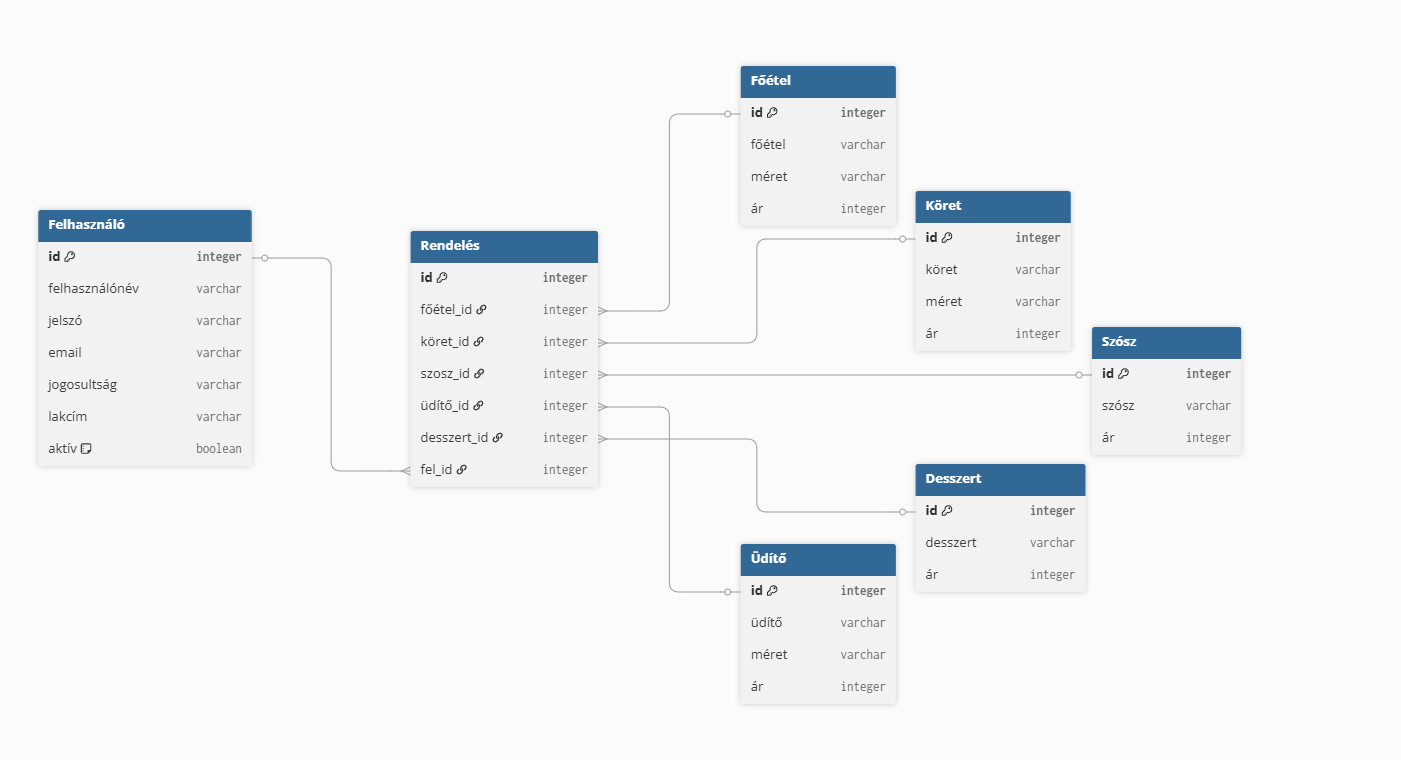 Felhasználó
id integer
felhasználónév varchar
jelszó varchar
email varchar
jogosultság varchar
lakcím varchar
aktív boolean
Rendelés
id integer
főétel_id integer
köret_id integer
szosz_id integer
üdítő_id integer
desszert_id integer
fel_id integer
Főétel
id integer
főétel varchar
méret varchar
ár integer
Köret
id integer
köret varchar
méret varchar
ár integer
Szósz
id integer
szósz varchar
ár integer
Desszert
id integer
desszert varchar
ár integer
Üdítő
id integer
üdítő varchar
méret varchar
ár integer